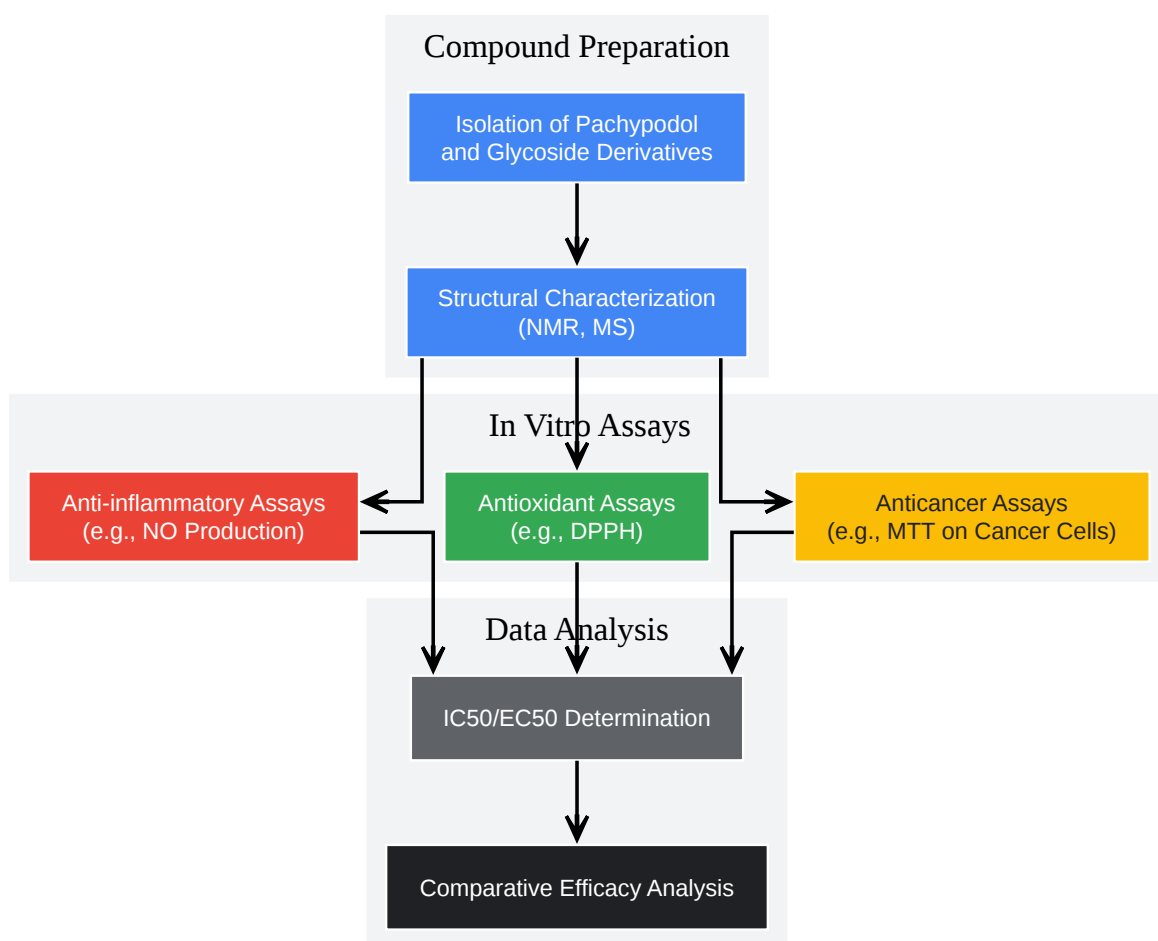 Compound Preparation
Isolation of Pachypodol
and Glycoside Derivatives
Structural Characterization
(NMR, MS)
In Vitro Assays
Anti-inflammatory Assays
(e.g., NO Production)
Antioxidant Assays
(e.g., DPPH)
Anticancer Assays
(e.g., MTT on Cancer Cells)
Data Analysis
IC50/EC50 Determination
Comparative Efficacy Analysis